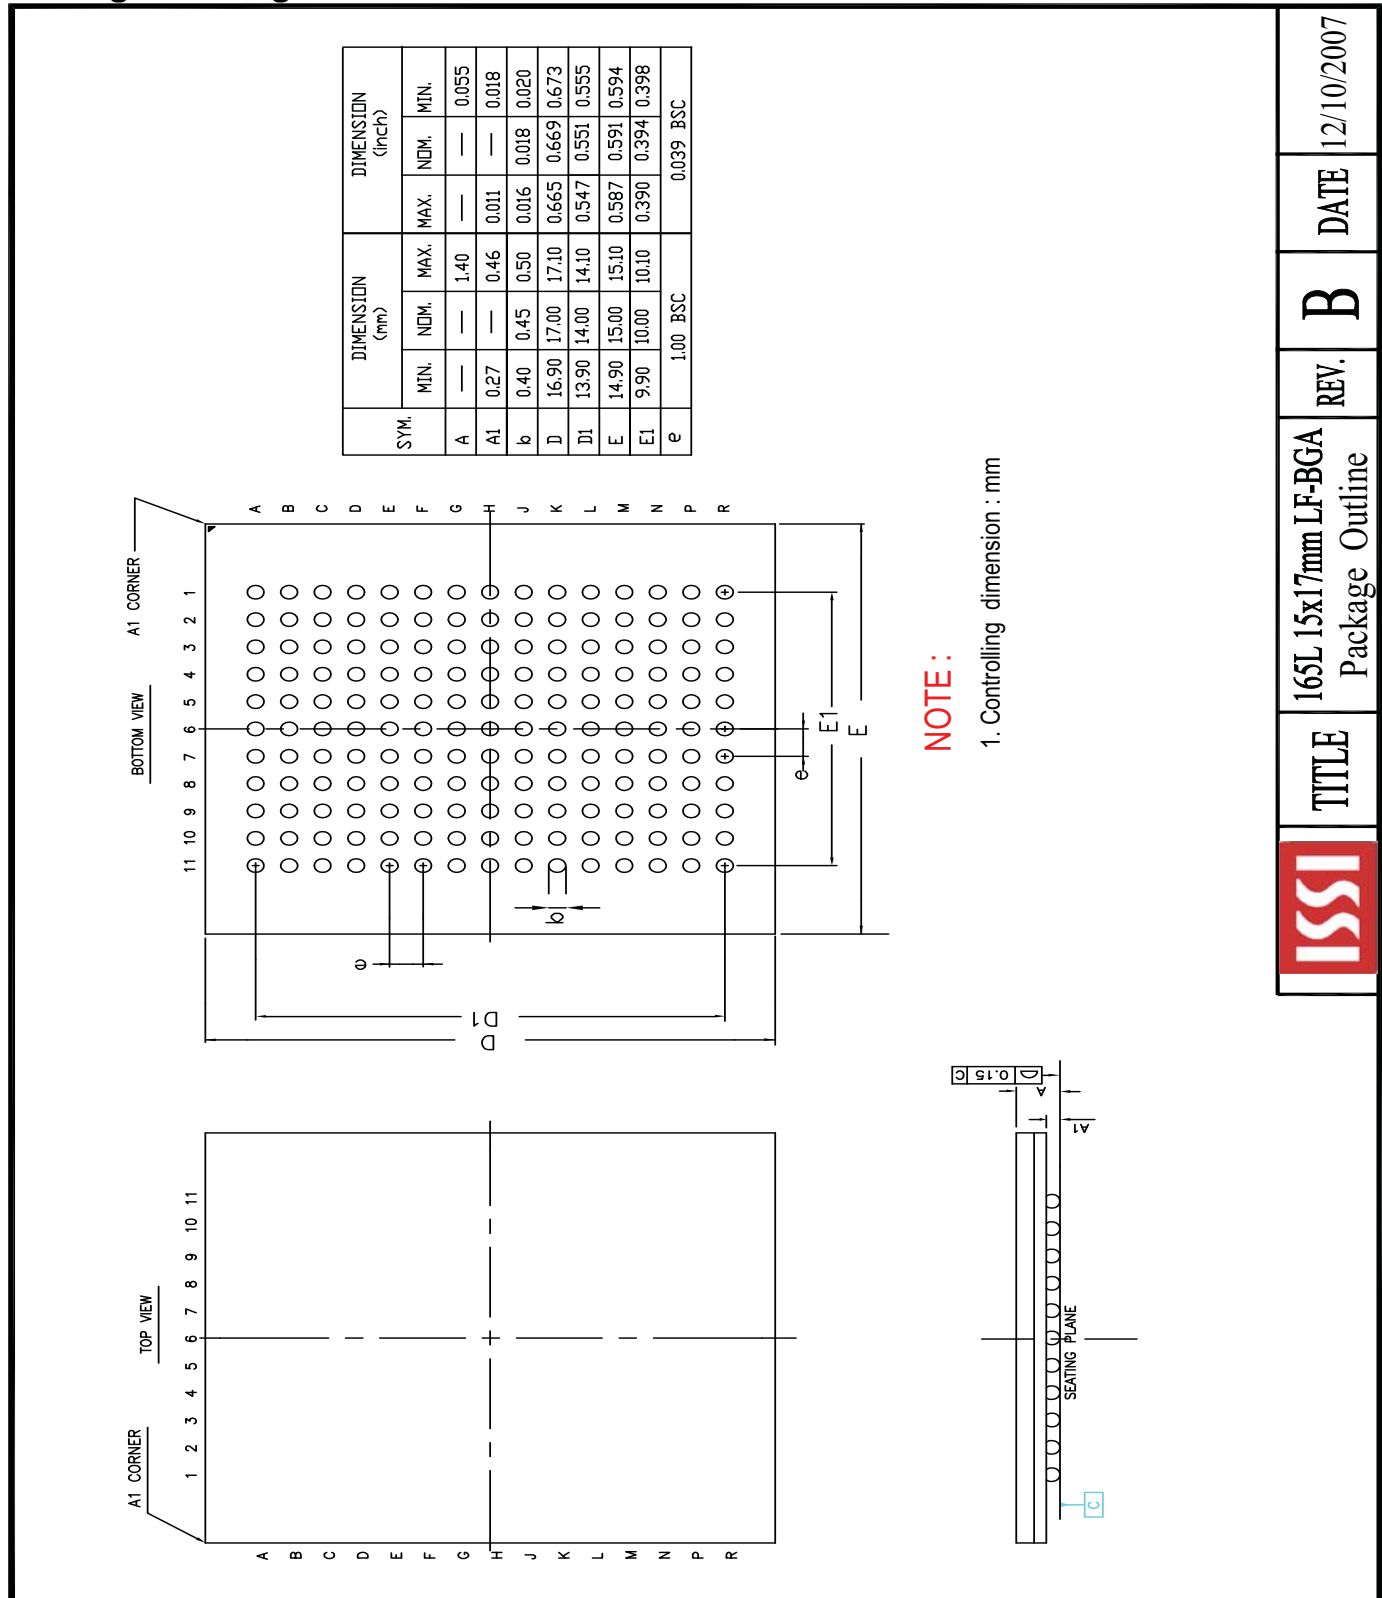 TOP VIEW
A1 CORNER
1 2 3 4 5 6 7 8 9 10 11
A
B
C
D
E
F
G
H
J
K
L
M
N
P
R
BOTTOM VIEW
A1 CORNER
11 10 9 8 7 6 5 4 3 2 1
A
B
C
D
E
F
G
H
J
K
L
M
N
P
R
e
D1
D
b
e
E1
E
SYM. DIMENSION (mm) DIMENSION (inch)
MIN. NOM. MAX. MAX. NOM. MIN.
A — — 1.40 — — 0.055
A1 0.27 — 0.46 0.011 — 0.018
b 0.40 0.45 0.50 0.016 0.018 0.020
D 16.90 17.00 17.10 0.665 0.669 0.673
D1 13.90 14.00 14.10 0.547 0.551 0.555
E 14.90 15.00 15.10 0.587 0.591 0.594
E1 9.90 10.00 10.10 0.390 0.394 0.398
e 1.00 BSC 0.039 BSC
NOTE :
1. Controlling dimension : mm
0.15 C
A
A1
SEATING PLANE
C
ISSI
TITLE
165L 15x17mm LF-BGA
Package Outline
REV.
B
DATE
12/10/2007